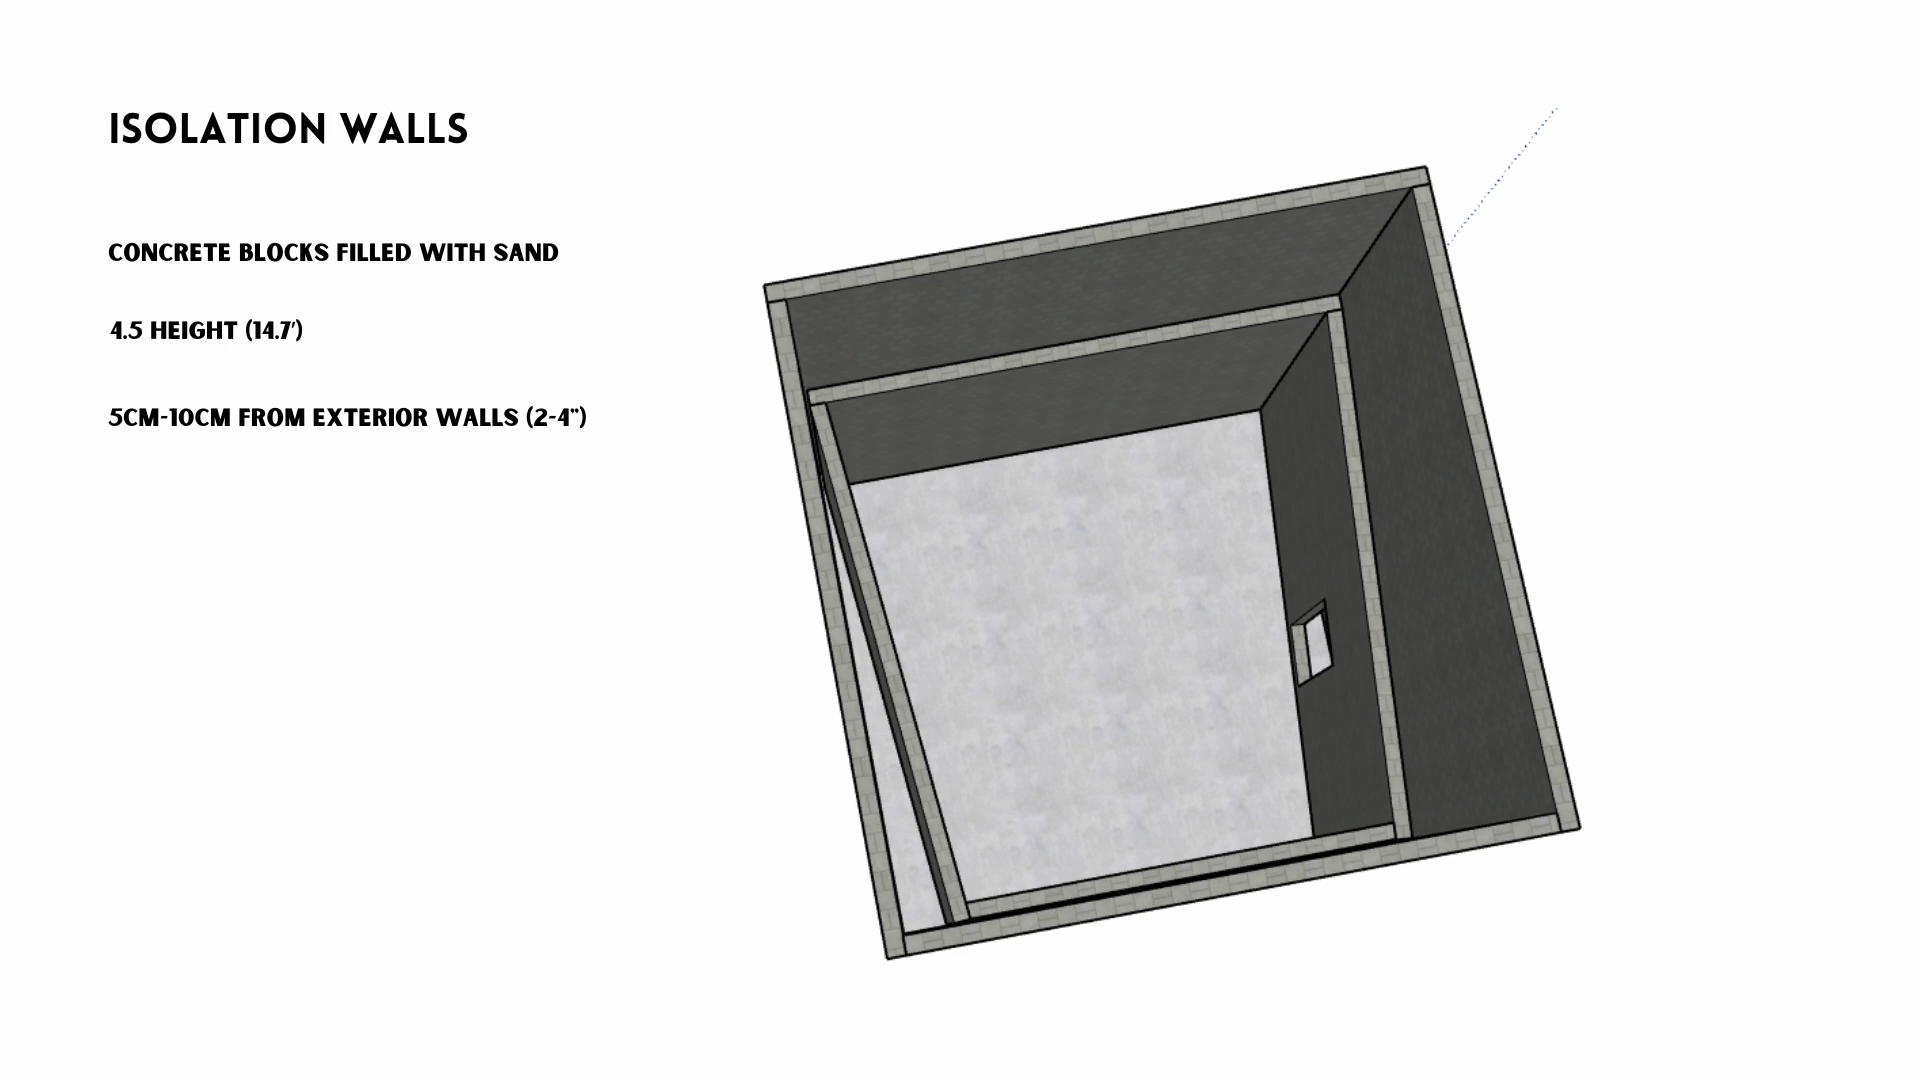 ISOLATION WALLS
CONCRETE BLOCKS FILLED WITH SAND
4.5 HEIGHT (14.7')
5CM-10CM FROM EXTERIOR WALLS (2-4")